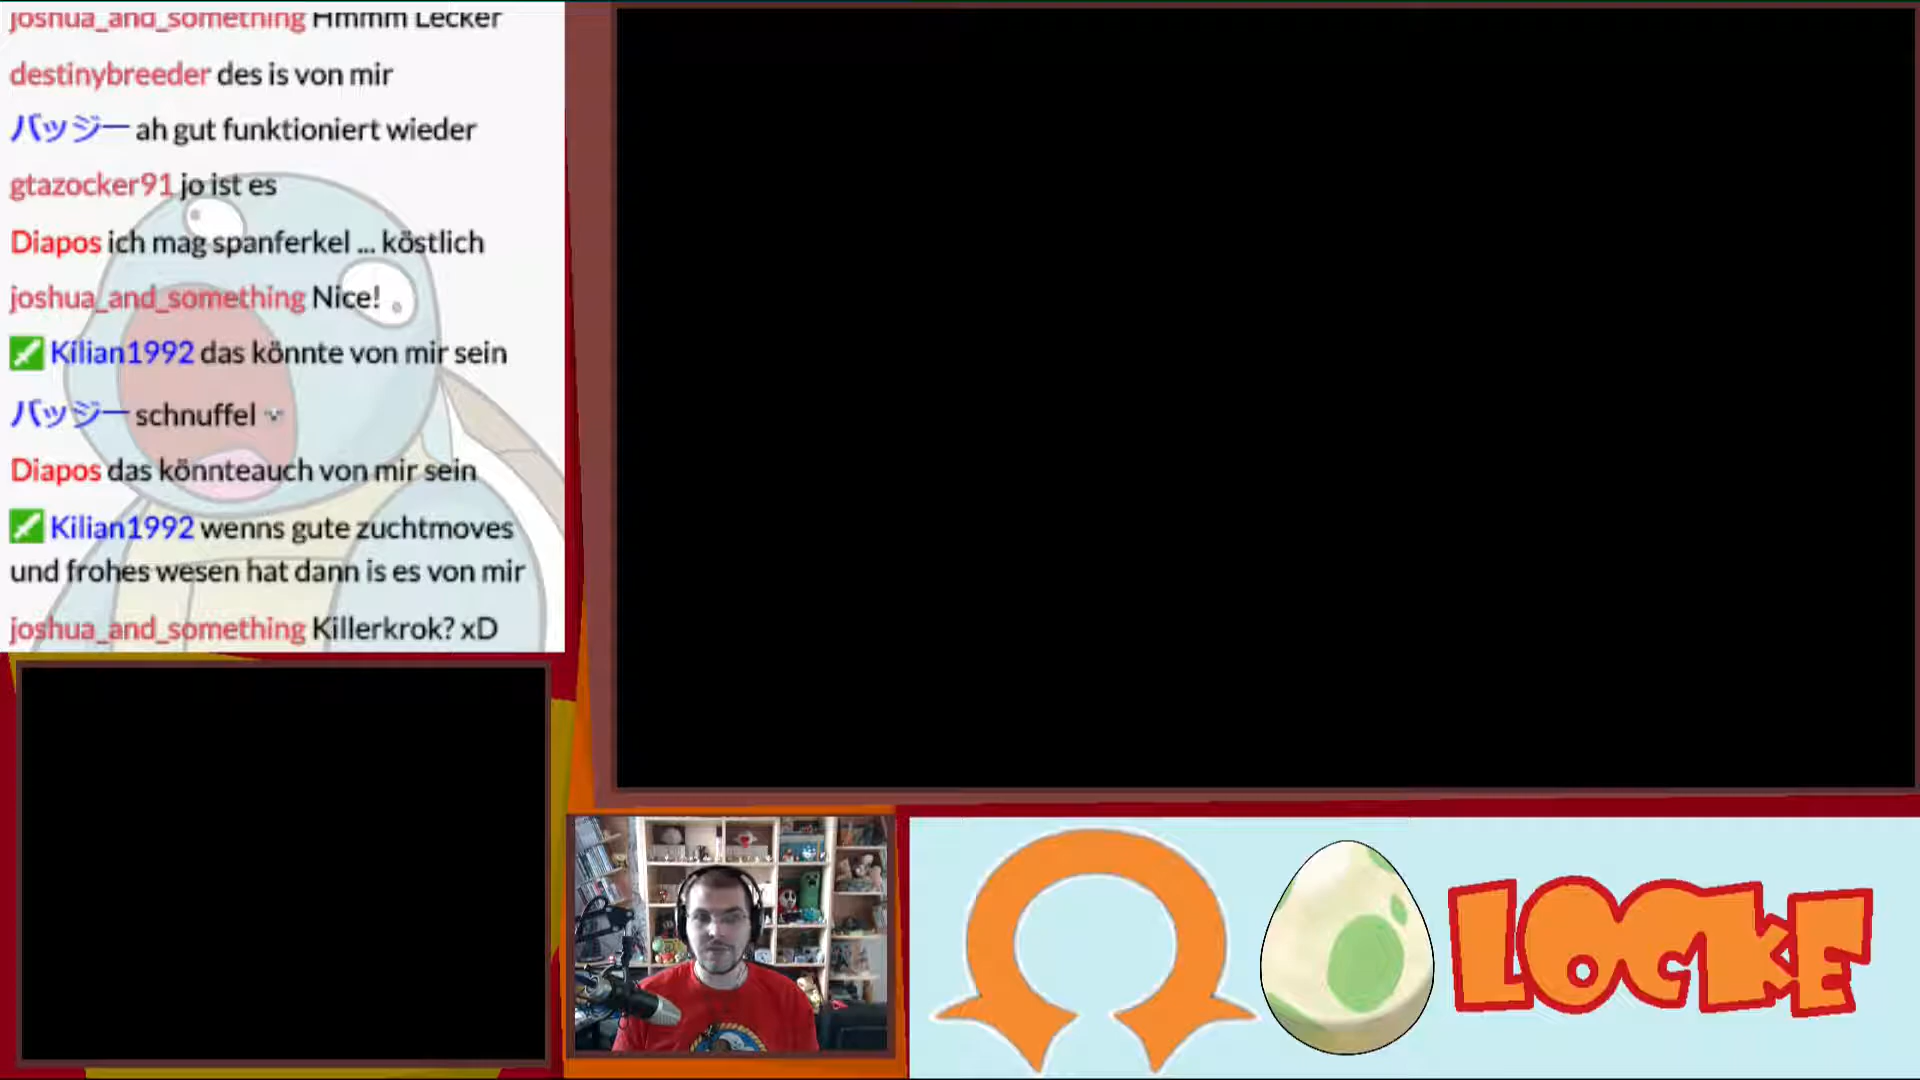 joshua_and_something Hmmm Lecker
destinybreeder des is von mir
バッジー ah gut funktioniert wieder
gtazocker91 jo ist es
Diapos ich mag spanferkel ... köstlich
joshua_and_something Nice!
Kilian1992 das könnte von mir sein
バッジー schnuffel
Diapos das könnteauch von mir sein
Kilian1992 wenns gute zuchtmoves
und frohes wesen hat dann is es von mir
joshua_and_something Killerkrok? xD
LOCKE